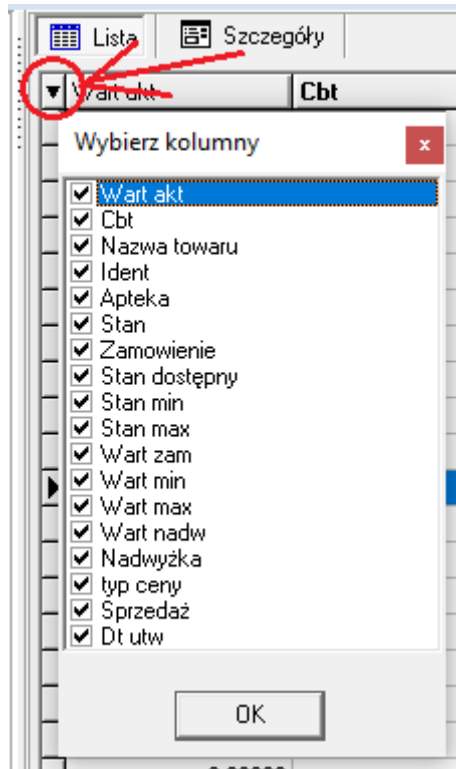 Lista Szczegóły
Wart akt Cbt
Wybierz kolumny
Wart akt
Cbt
Nazwa towaru
Ident
Apteka
Stan
Zamowienie
Stan dostępny
Stan min
Stan max
Wart zam
Wart min
Wart max
Wart nadw
Nadwyżka
typ ceny
Sprzedaż
Dt utw
OK